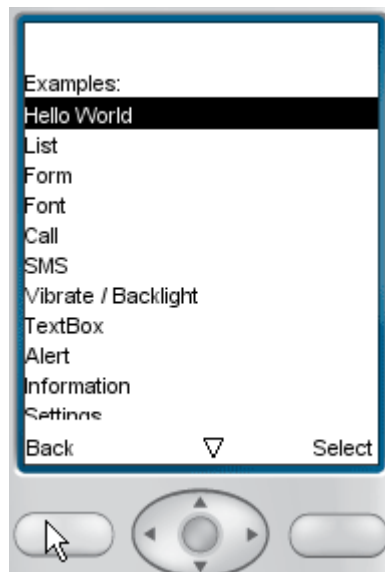 Examples:
Hello World
List
Form
Font
Call
SMS
Vibrate / Backlight
TextBox
Alert
Information
Settings
Back Select